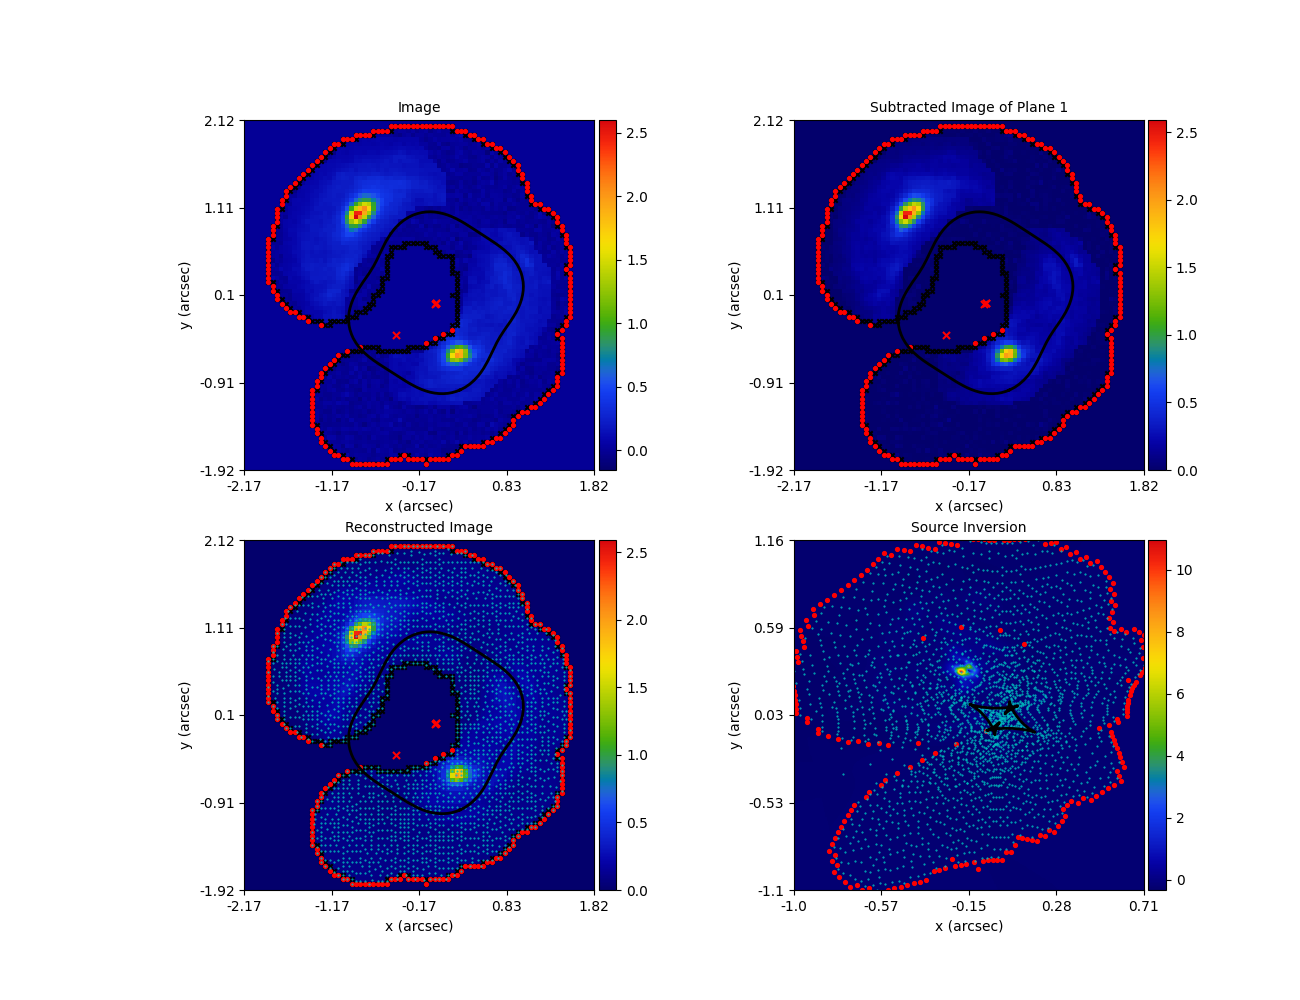 Image
2.12
1.11
0.1
-0.91
-1.92
y (arcsec)
-2.17 -1.17 -0.17 0.83 1.82
x (arcsec)
2.5
2.0
1.5
1.0
0.5
0.0
Subtracted Image of Plane 1
2.12
1.11
0.1
-0.91
-1.92
y (arcsec)
-2.17 -1.17 -0.17 0.83 1.82
x (arcsec)
2.5
2.0
1.5
1.0
0.5
0.0
Reconstructed Image
2.12
1.11
0.1
-0.91
-1.92
y (arcsec)
-2.17 -1.17 -0.17 0.83 1.82
x (arcsec)
2.5
2.0
1.5
1.0
0.5
0.0
Source Inversion
1.16
0.59
0.03
-0.53
-1.1
y (arcsec)
-1.0 -0.57 -0.15 0.28 0.71
x (arcsec)
10
8
6
4
2
0